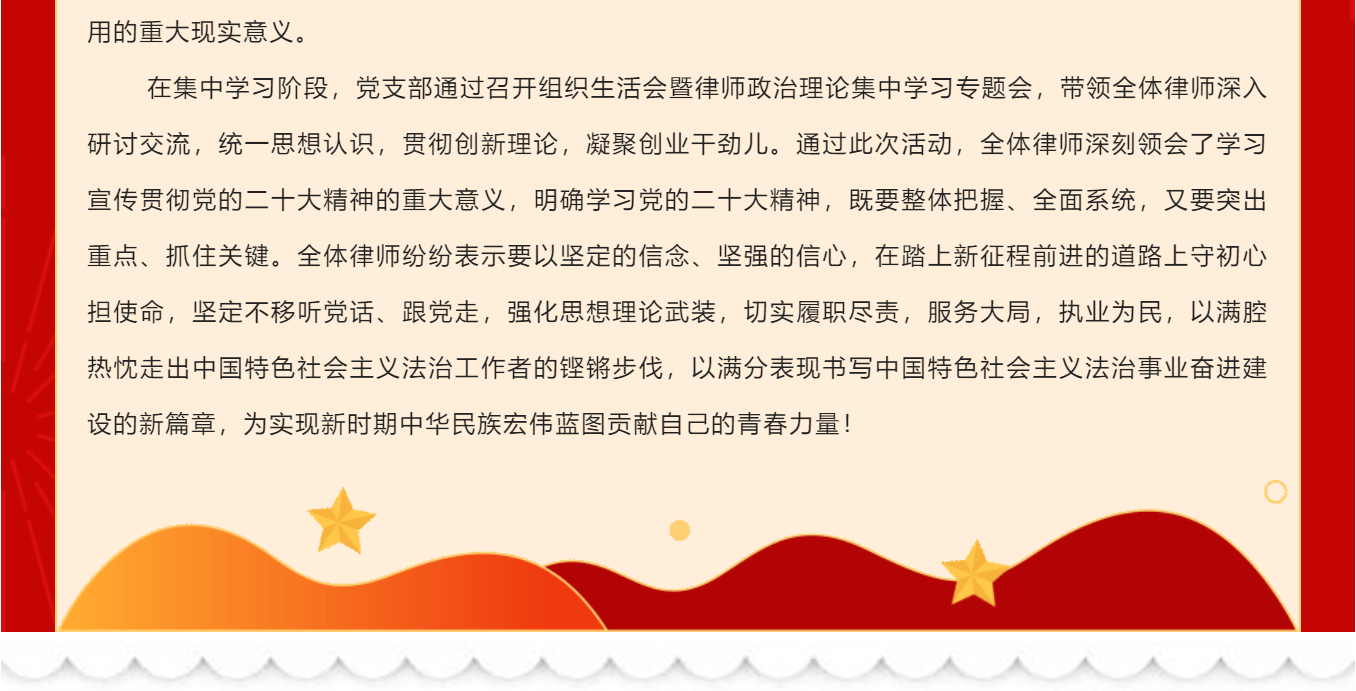 用的重大现实意义。
在集中学习阶段，党支部通过召开组织生活会暨律师政治理论集中学习专题会，带领全体律师深入
研讨交流，统一思想认识，贯彻创新理论，凝聚创业干劲儿。通过此次活动，全体律师深刻领会了学习
宣传贯彻党的二十大精神的重大意义，明确学习党的二十大精神，既要整体把握、全面系统，又要突出
重点、抓住关键。全体律师纷纷表示要以坚定的信念、坚强的信心，在踏上新征程前进的道路上守初心
担使命，坚定不移听党话、跟党走，强化思想理论武装，切实履职尽责，服务大局，执业为民，以满腔
热忱走出中国特色社会主义法治工作者的铿锵步伐，以满分表现书写中国特色社会主义法治事业奋进建
设的新篇章，为实现新时期中华民族宏伟蓝图贡献自己的青春力量！